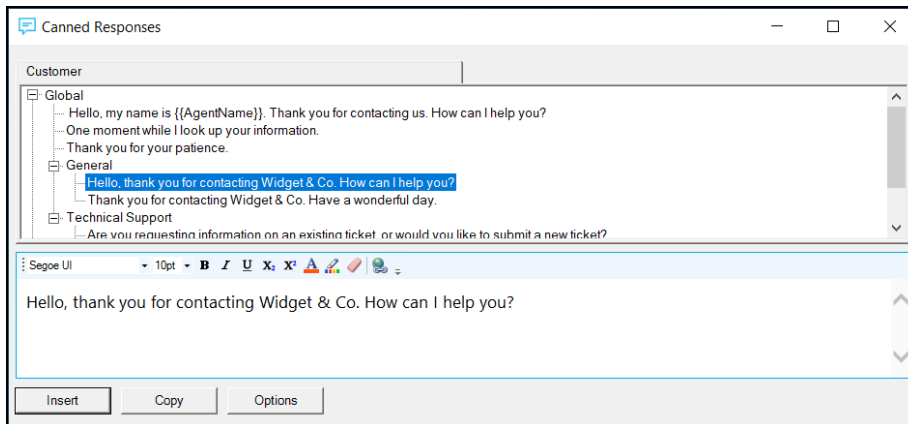 Canned Responses
Customer
Global
Hello, my name is {{AgentName}}. Thank you for contacting us. How can I help you?
One moment while I look up your information.
Thank you for your patience.
General
Hello, thank you for contacting Widget & Co. How can I help you?
Thank you for contacting Widget & Co. Have a wonderful day.
Technical Support
Are you requesting information on an existing ticket, or would you like to submit a new ticket?
Segoe UI 10pt B I U X₂ X² A
Hello, thank you for contacting Widget & Co. How can I help you?
Insert Copy Options